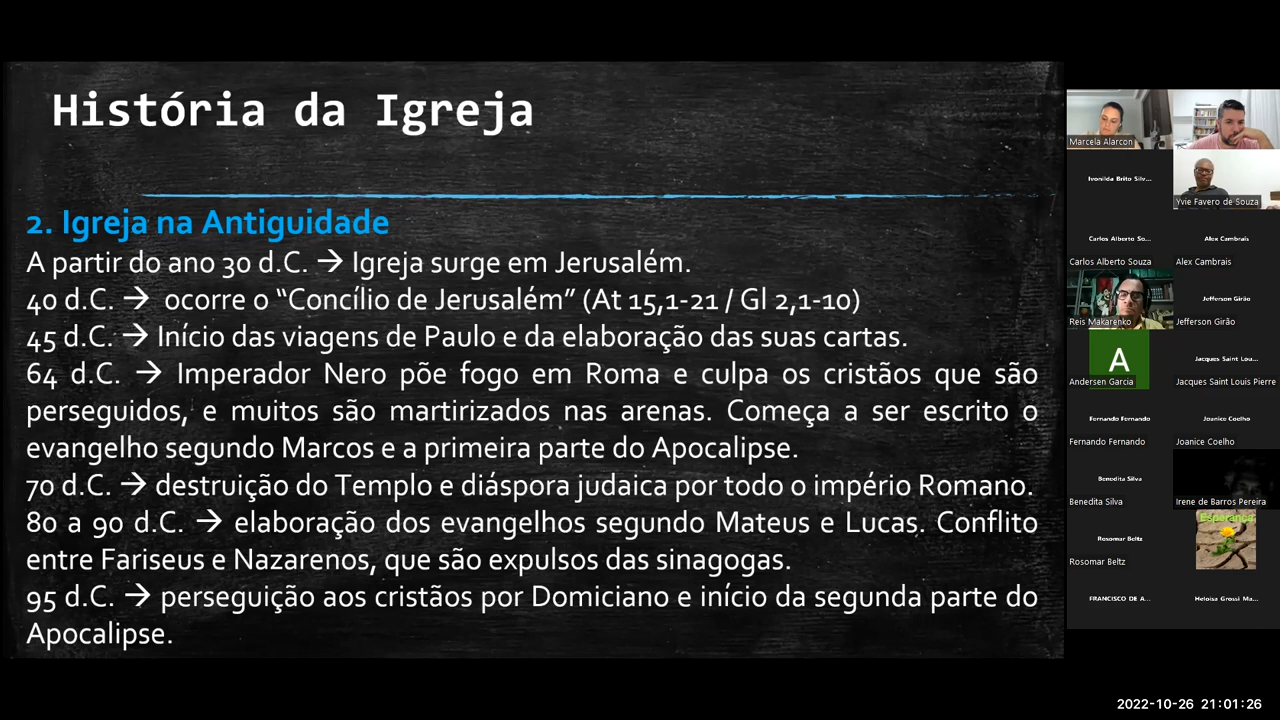 História da Igreja
2. Igreja na Antiguidade
A partir do ano 30 d.C. → Igreja surge em Jerusalém.
40 d.C. → ocorre o “Concílio de Jerusalém” (At 15,1-21 / Gl 2,1-10)
45 d.C. → Início das viagens de Paulo e da elaboração das suas cartas.
64 d.C. → Imperador Nero põe fogo em Roma e culpa os cristãos que são
perseguidos, e muitos são martirizados nas arenas. Começa a ser escrito o
evangelho segundo Marcos e a primeira parte do Apocalipse.
70 d.C. → destruição do Templo e diáspora judaica por todo o império Romano.
80 a 90 d.C. → elaboração dos evangelhos segundo Mateus e Lucas. Conflito
entre Fariseus e Nazarenos, que são expulsos das sinagogas.
95 d.C. → perseguição aos cristãos por Domiciano e início da segunda parte do
Apocalipse.
Marcela Alarcon
Ivonilda Brito Silv...
Yvie Favero de Souza
Carlos Alberto So...
Carlos Alberto Souza
Alex Cambrais
Alex Cambrais
Reis Makarenko
Jefferson Girão
Jefferson Girão
A
Andersen Garcia
Jacques Saint Lou...
Jacques Saint Louis Pierre
Fernando Fernando
Fernando Fernando
Joanice Coelho
Joanice Coelho
Benedita Silva
Benedita Silva
Irene de Barros Pereira
Rosomar Beltz
Rosomar Beltz
Esperança
FRANCISCO DE A...
Heloisa Grossi Ma...
2022-10-26 21:01:26